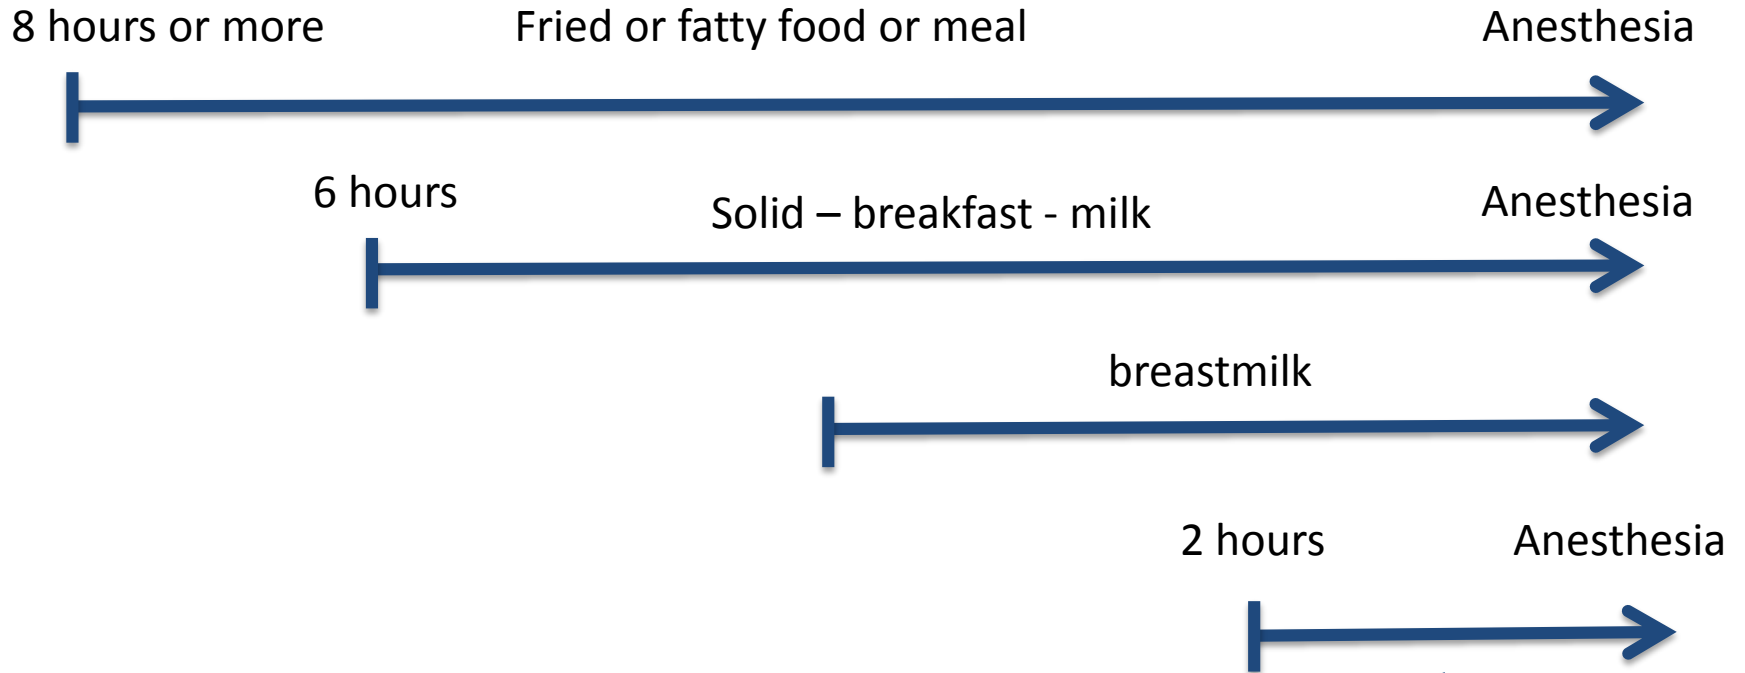 8 hours or more Fried or fatty food or meal Anesthesia
6 hours Solid – breakfast - milk Anesthesia
breastmilk
2 hours Anesthesia